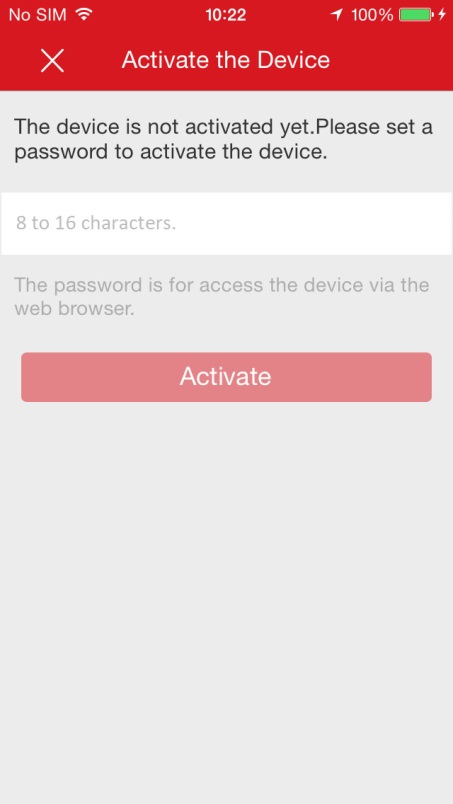 No SIM 10:22 100%
Activate the Device
The device is not activated yet.Please set a
password to activate the device.
8 to 16 characters.
The password is for access the device via the
web browser.
Activate